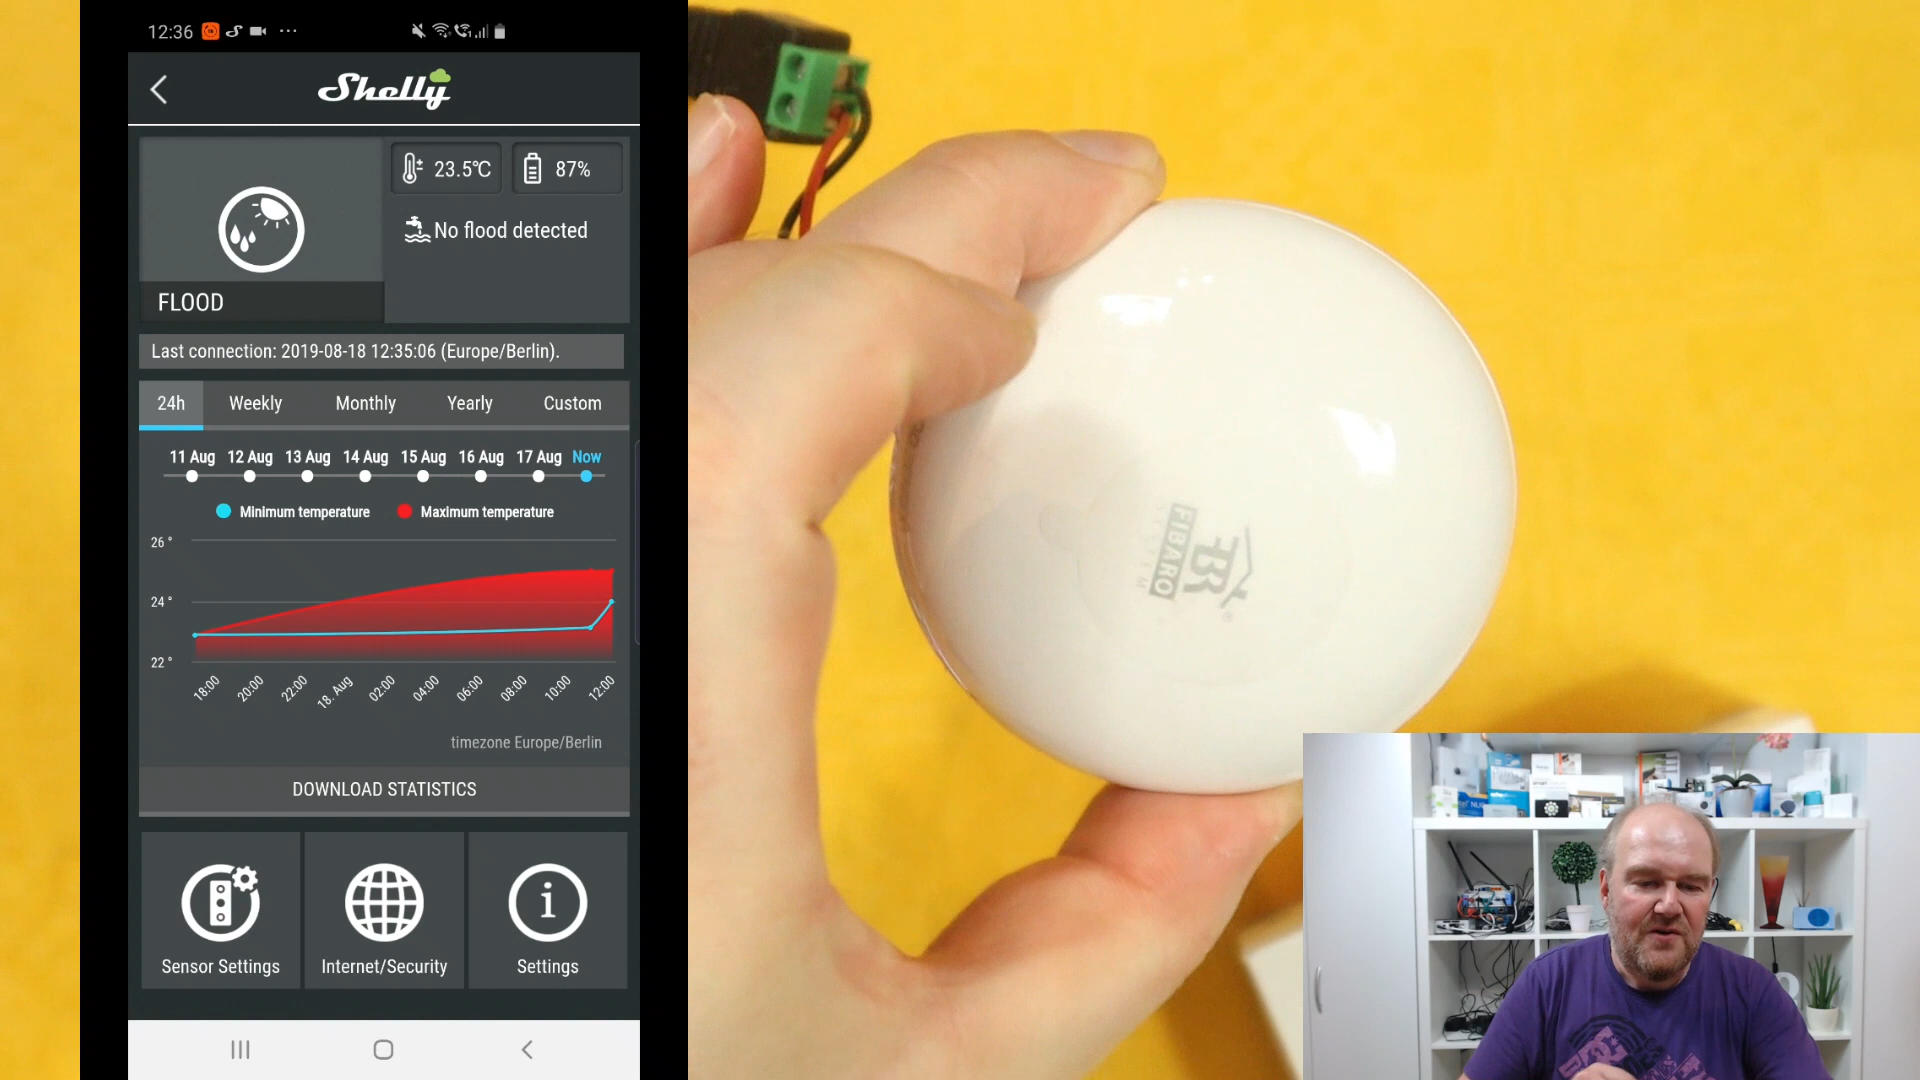 12:36
Shelly
23.5°C
87%
No flood detected
FLOOD
Last connection: 2019-08-18 12:35:06 (Europe/Berlin).
24h Weekly Monthly Yearly Custom
11 Aug 12 Aug 13 Aug 14 Aug 15 Aug 16 Aug 17 Aug Now
Minimum temperature Maximum temperature
26 °
24 °
22 °
18:00 20:00 22:00 18. Aug 02:00 04:00 06:00 08:00 10:00 12:00
timezone Europe/Berlin
DOWNLOAD STATISTICS
Sensor Settings Internet/Security Settings
FIBARO